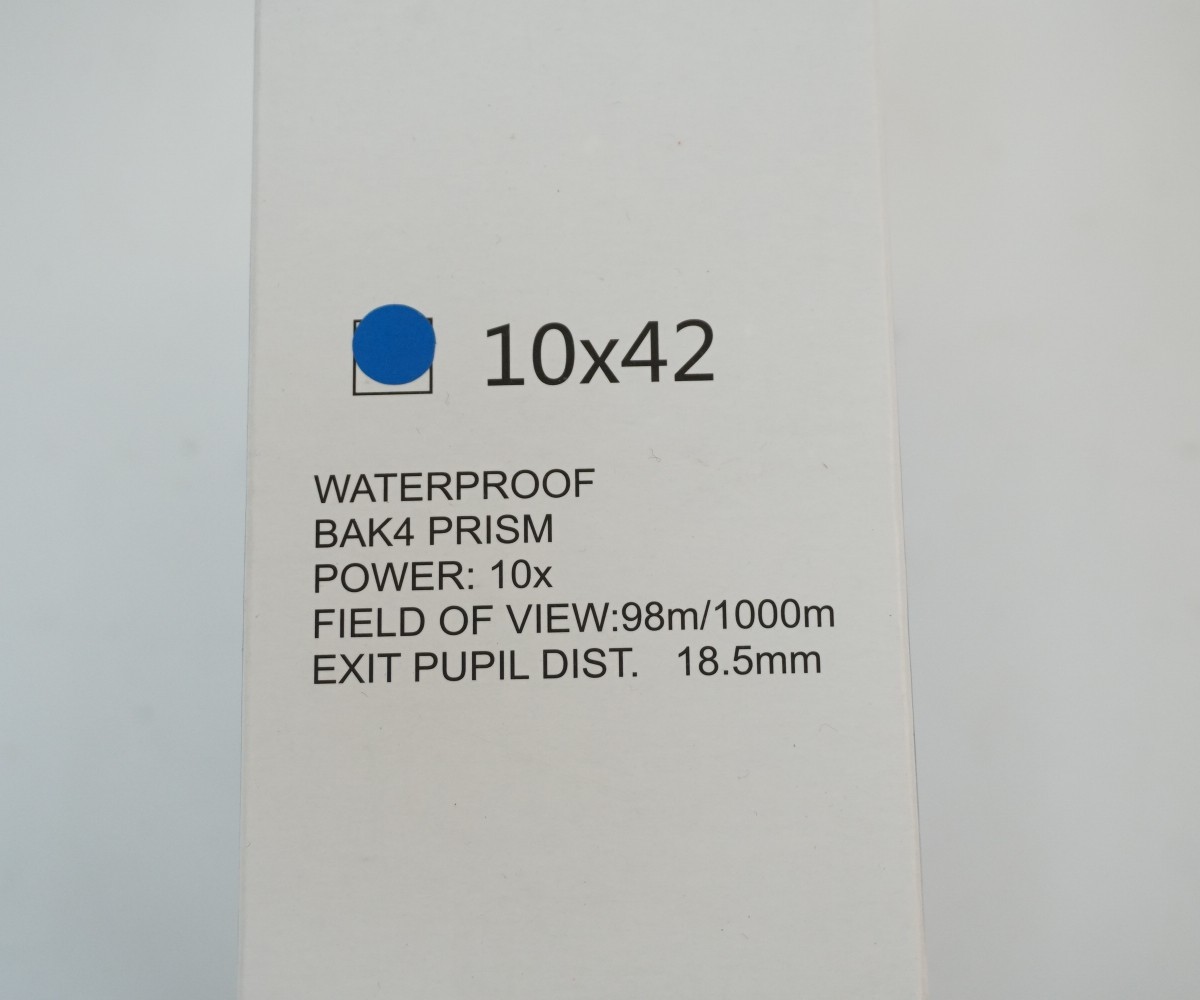 10x42
WATERPROOF
BAK4 PRISM
POWER: 10x
FIELD OF VIEW:98m/1000m
EXIT PUPIL DIST. 18.5mm